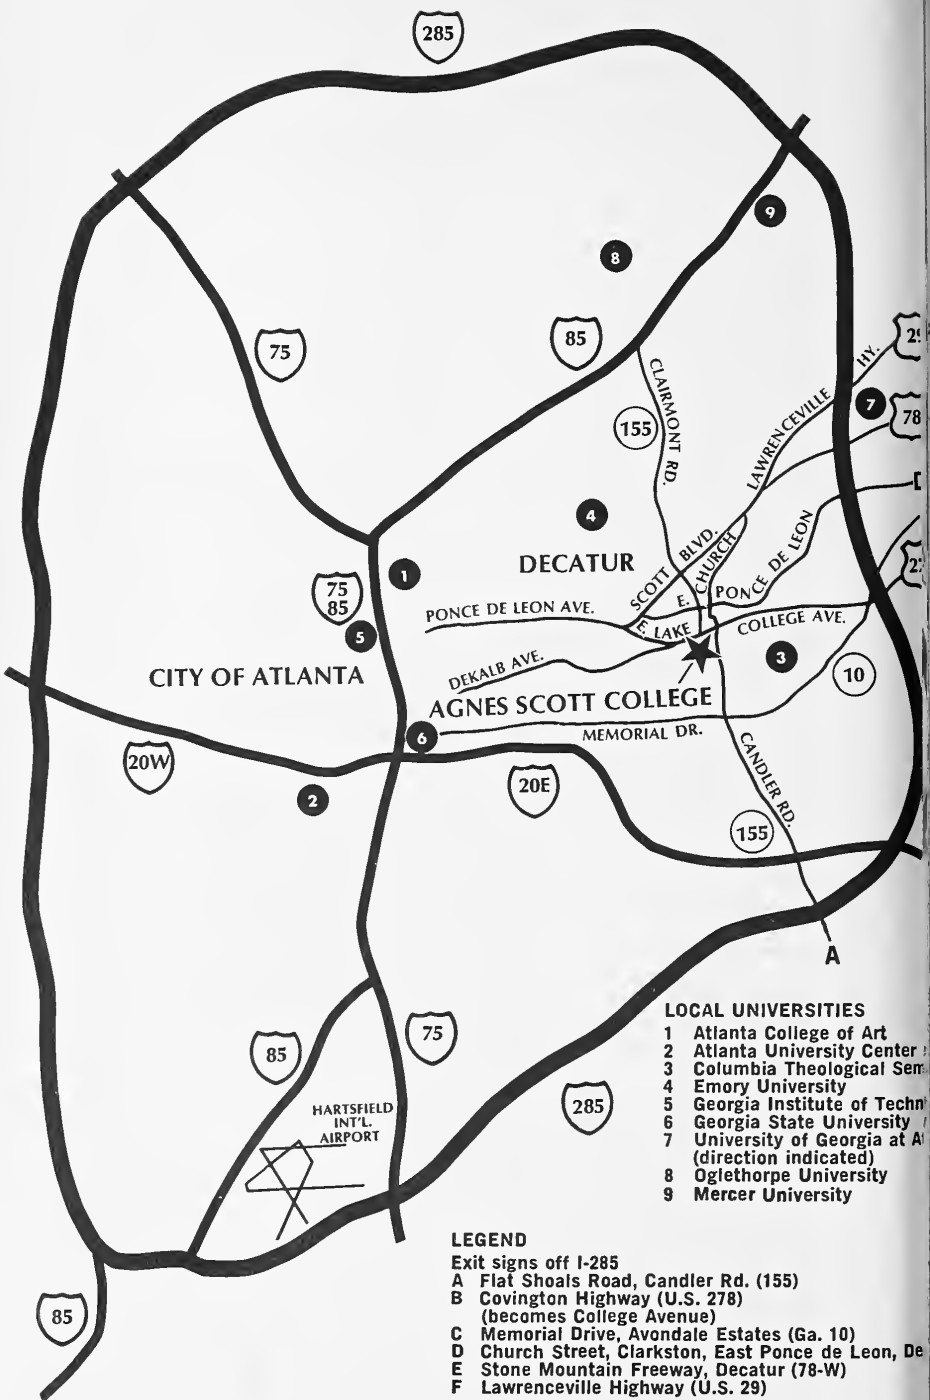 285
9
8
75
85
29
HY.
CLAIRMONT RD.
LAWRENCEVILLE
7
78
155
4
DECATUR
SCOTT BLVD.
CHURCH
PONCE DE LEON
E.
D
1
75
85
5
PONCE DE LEON AVE.
E. LAKE
COLLEGE AVE.
3
10
CITY OF ATLANTA
DEKALB AVE.
AGNES SCOTT COLLEGE
6
MEMORIAL DR.
20W
20E
2
CANDLER RD.
155
A
85
75
285
HARTSFIELD
INT'L.
AIRPORT
85
LOCAL UNIVERSITIES
1 Atlanta College of Art
2 Atlanta University Center
3 Columbia Theological Sem
4 Emory University
5 Georgia Institute of Techn
6 Georgia State University
7 University of Georgia at
(direction indicated)
8 Oglethorpe University
9 Mercer University
LEGEND
Exit signs off I-285
A Flat Shoals Road, Candler Rd. (155)
B Covington Highway (U.S. 278)
(becomes College Avenue)
C Memorial Drive, Avondale Estates (Ga. 10)
D Church Street, Clarkston, East Ponce de Leon, De
E Stone Mountain Freeway, Decatur (78-W)
F Lawrenceville Highway (U.S. 29)